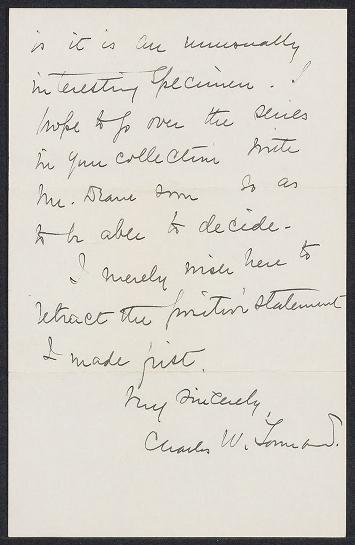 is it is an unusually
interesting specimen. I
hope to go over the series
in your collection write
Mr. Deane soon so as
to be able to decide.
I merely wish here to
retract the positive statement
I made first.
Very sincerely,
Charles W. Townsend.